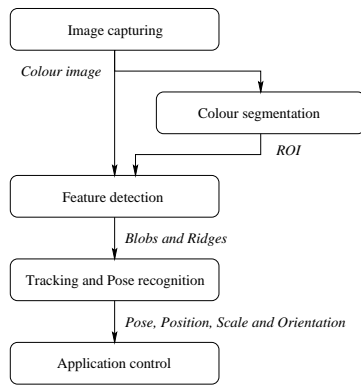 Image capturing
Colour image
Colour segmentation
ROI
Feature detection
Blobs and Ridges
Tracking and Pose recognition
Pose, Position, Scale and Orientation
Application control